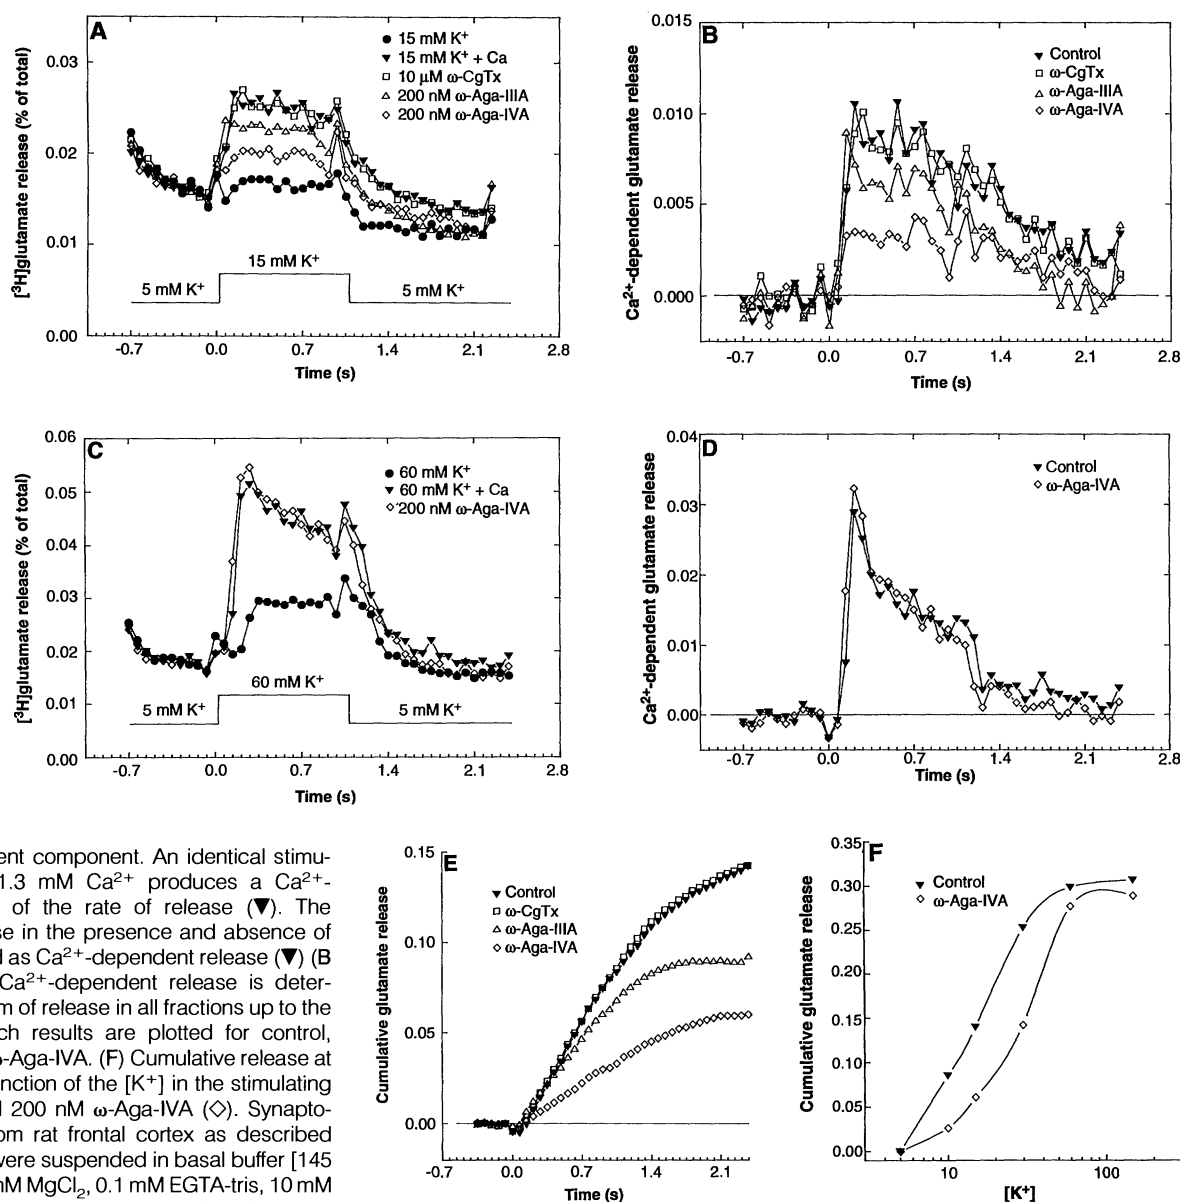 A
● 15 mM K⁺
▼ 15 mM K⁺ + Ca
□ 10 μM ω-CgTx
△ 200 nM ω-Aga-IIIA
◇ 200 nM ω-Aga-IVA
[³H]glutamate release (% of total)
0.03
0.02
0.01
0.00
15 mM K⁺
5 mM K⁺
5 mM K⁺
-0.7 0.0 0.7 1.4 2.1 2.8
Time (s)
B
▼ Control
□ ω-CgTx
△ ω-Aga-IIIA
◇ ω-Aga-IVA
Ca²⁺-dependent glutamate release
0.015
0.010
0.005
0.000
-0.7 0.0 0.7 1.4 2.1 2.8
Time (s)
C
● 60 mM K⁺
▼ 60 mM K⁺ + Ca
◇ 200 nM ω-Aga-IVA
[³H]glutamate release (% of total)
0.06
0.05
0.04
0.03
0.02
0.01
0.00
60 mM K⁺
5 mM K⁺
5 mM K⁺
-0.7 0.0 0.7 1.4 2.1 2.8
Time (s)
D
▼ Control
◇ ω-Aga-IVA
Ca²⁺-dependent glutamate release
0.04
0.03
0.02
0.01
0.00
-0.7 0.0 0.7 1.4 2.1 2.8
Time (s)
ent component. An identical stimu-
1.3 mM Ca²⁺ produces a Ca²⁺-
of the rate of release (▼). The
se in the presence and absence of
d as Ca²⁺-dependent release (▼) (B
Ca²⁺-dependent release is deter-
m of release in all fractions up to the
ch results are plotted for control,
ω-Aga-IVA. (F) Cumulative release at
nction of the [K⁺] in the stimulating
d 200 nM ω-Aga-IVA (◇). Synapto-
om rat frontal cortex as described
were suspended in basal buffer [145
mM MgCl₂, 0.1 mM EGTA-tris, 10 mM
E
▼ Control
□ ω-CgTx
△ ω-Aga-IIIA
◇ ω-Aga-IVA
Cumulative glutamate release
0.15
0.10
0.05
0.00
-0.7 0.0 0.7 1.4 2.1
Time (s)
F
▼ Control
◇ ω-Aga-IVA
Cumulative glutamate release
0.35
0.30
0.25
0.20
0.15
0.10
0.05
0.00
10 100
[K⁺]